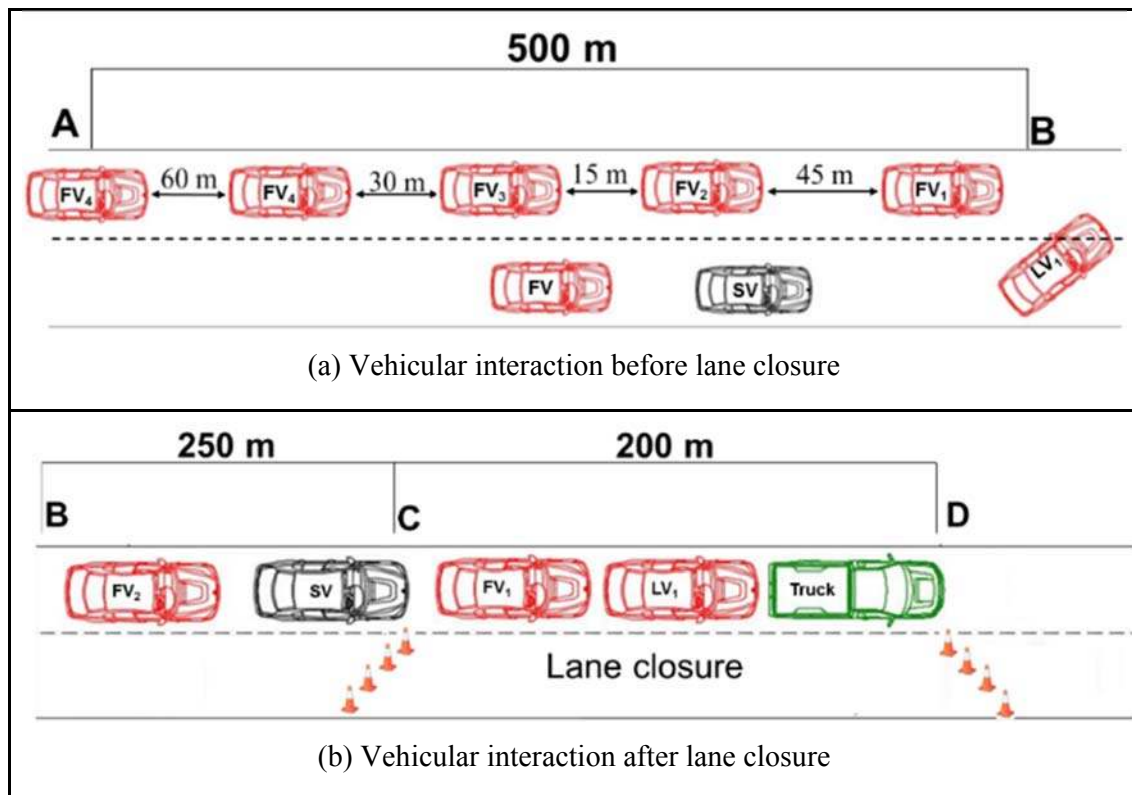 500 m
A
B
FV4
60 m
FV4
30 m
FV3
15 m
FV2
45 m
FV1
FV
SV
LV1
(a) Vehicular interaction before lane closure
250 m
200 m
B
C
D
FV2
SV
FV1
LV1
Truck
Lane closure
(b) Vehicular interaction after lane closure